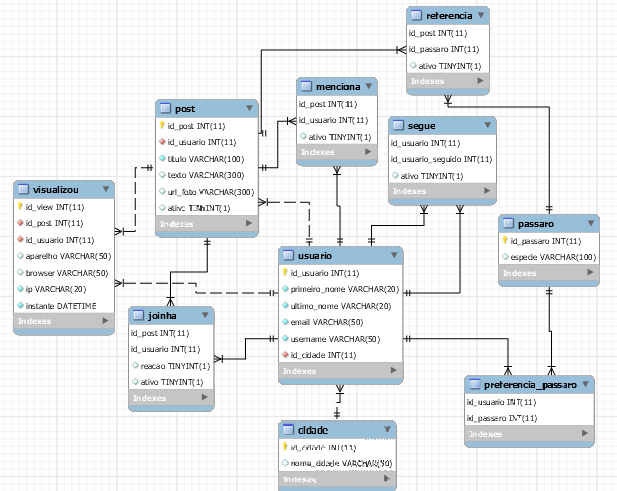 referencia
id_post INT(11)
id_passaro INT(11)
ativo TINYINT(1)
Indexes
menciona
id_post INT(11)
id_usuario INT(11)
ativo TINYINT(1)
Indexes
post
id_post INT(11)
id_usuario INT(11)
titulo VARCHAR(100)
texto VARCHAR(300)
url_foto VARCHAR(300)
ativo TINYINT(1)
Indexes
segue
id_usuario INT(11)
id_usuario_seguido INT(11)
ativo TINYINT(1)
Indexes
visualizou
id_view INT(11)
id_post INT(11)
id_usuario INT(11)
aparelho VARCHAR(50)
browser VARCHAR(50)
ip VARCHAR(20)
instante DATETIME
Indexes
passaro
id_passaro INT(11)
especie VARCHAR(100)
Indexes
usuario
id_usuario INT(11)
primeiro_nome VARCHAR(20)
ultimo_nome VARCHAR(20)
email VARCHAR(50)
username VARCHAR(50)
id_cidade INT(11)
Indexes
joinha
id_post INT(11)
id_usuario INT(11)
reacao TINYINT(1)
ativo TINYINT(1)
Indexes
preferencia_passaro
id_usuario INT(11)
id_passaro INT(11)
Indexes
cidade
id_cidade INT(11)
nome_cidade VARCHAR(50)
Indexes